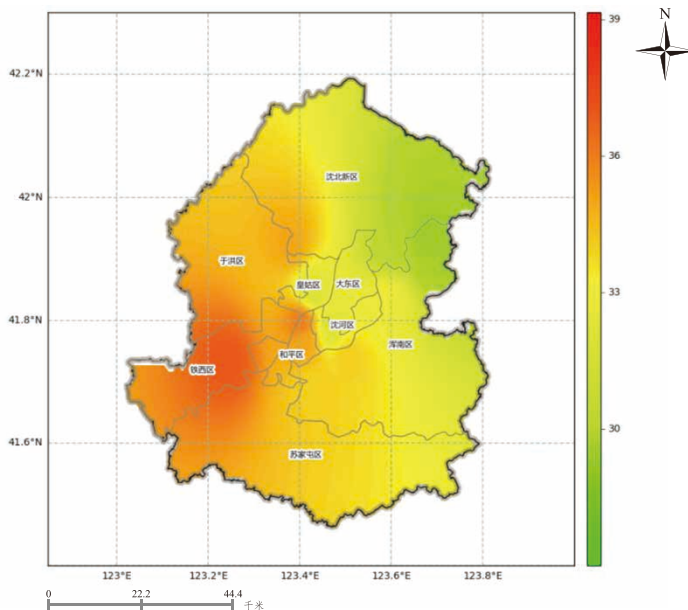 N
39
36
33
30
42.2°N
42°N
41.8°N
41.6°N
沈北新区
于洪区
皇姑区
大东区
沈河区
浑南区
和平区
铁西区
苏家屯区
123°E
123.2°E
123.4°E
123.6°E
123.8°E
0
22.2
44.4
千米